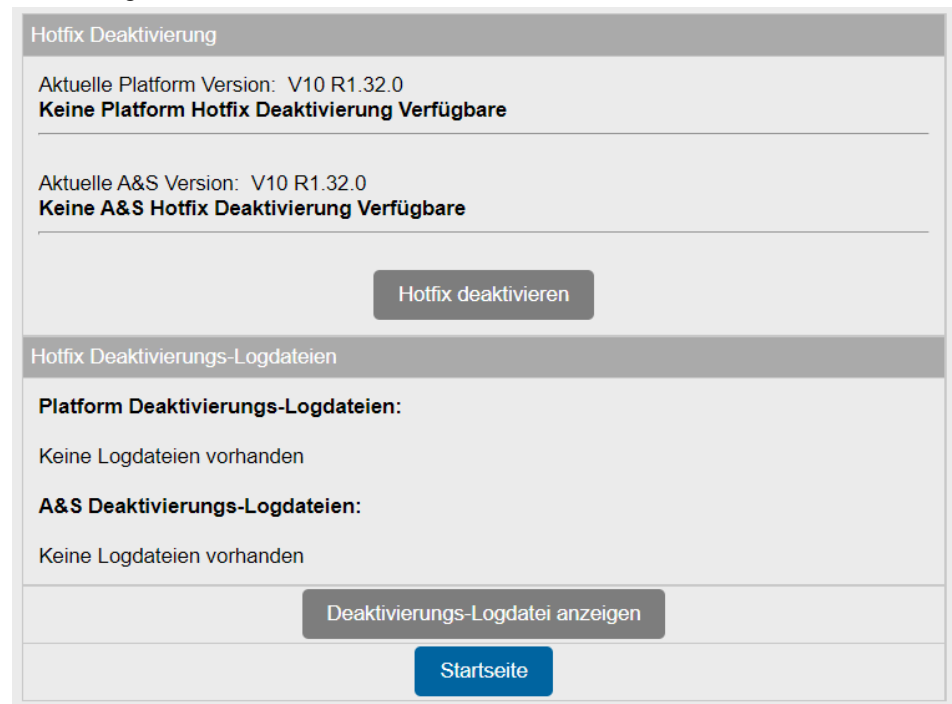 Hotfix Deaktivierung
Aktuelle Platform Version: V10 R1.32.0
Keine Platform Hotfix Deaktivierung Verfügbare
Aktuelle A&S Version: V10 R1.32.0
Keine A&S Hotfix Deaktivierung Verfügbare
Hotfix deaktivieren
Hotfix Deaktivierungs-Logdateien
Platform Deaktivierungs-Logdateien:
Keine Logdateien vorhanden
A&S Deaktivierungs-Logdateien:
Keine Logdateien vorhanden
Deaktivierungs-Logdatei anzeigen
Startseite